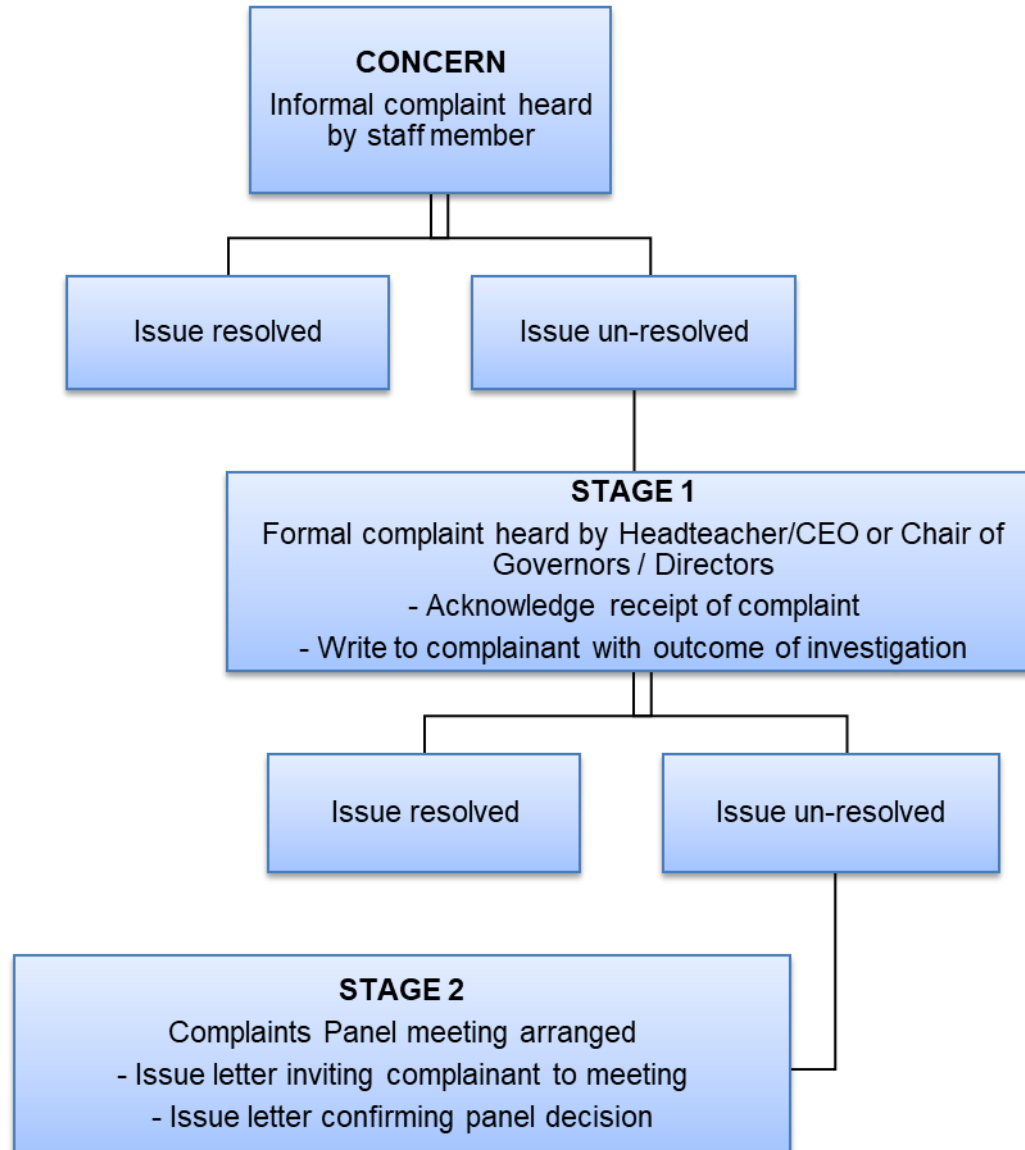 CONCERN
Informal complaint heard
by staff member
Issue resolved
Issue un-resolved
STAGE 1
Formal complaint heard by Headteacher/CEO or Chair of
Governors / Directors
- Acknowledge receipt of complaint
- Write to complainant with outcome of investigation
Issue resolved
Issue un-resolved
STAGE 2
Complaints Panel meeting arranged
- Issue letter inviting complainant to meeting
- Issue letter confirming panel decision